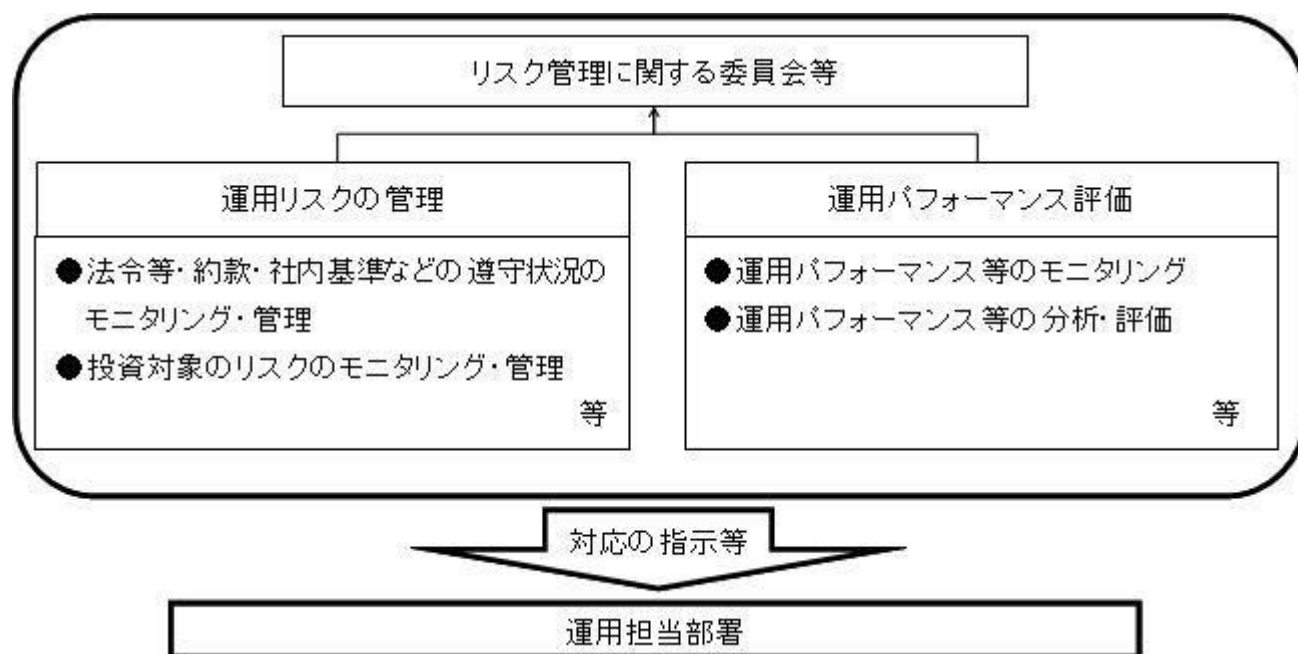 リスク管理に関する委員会等
運用リスクの管理
●法令等・約款・社内基準などの遵守状況の
モニタリング・管理
●投資対象のリスクのモニタリング・管理
等
運用パフォーマンス評価
●運用パフォーマンス等のモニタリング
●運用パフォーマンス等の分析・評価
等
対応の指示等
運用担当部署